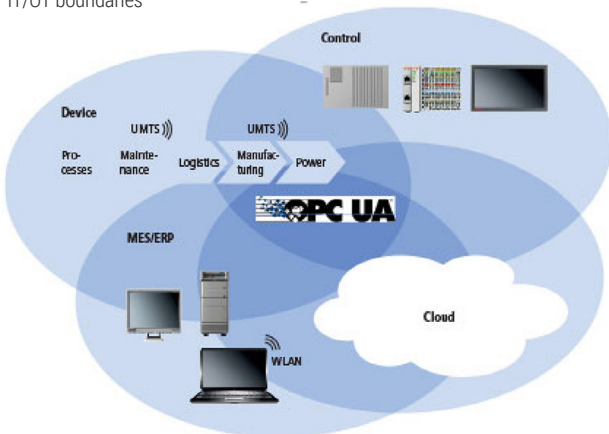 IT/OT boundaries
Control
Device
UMTS
UMTS
Pro-
cesses
Mainte-
nance
Logistics
Manufac-
turing
Power
OPC UA
MES/ERP
Cloud
WLAN